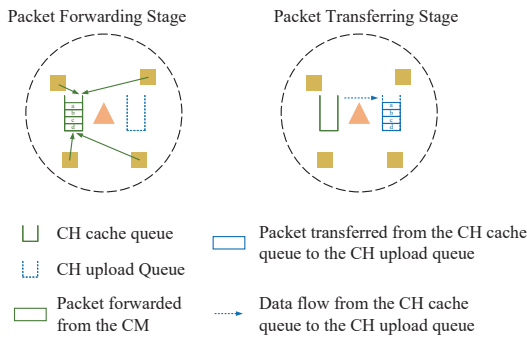 Packet Forwarding Stage
Packet Transferring Stage
a
b
c
d
a
b
c
d
CH cache queue
CH upload Queue
Packet forwarded
from the CM
Packet transferred from the CH cache
queue to the CH upload queue
Data flow from the CH cache
queue to the CH upload queue